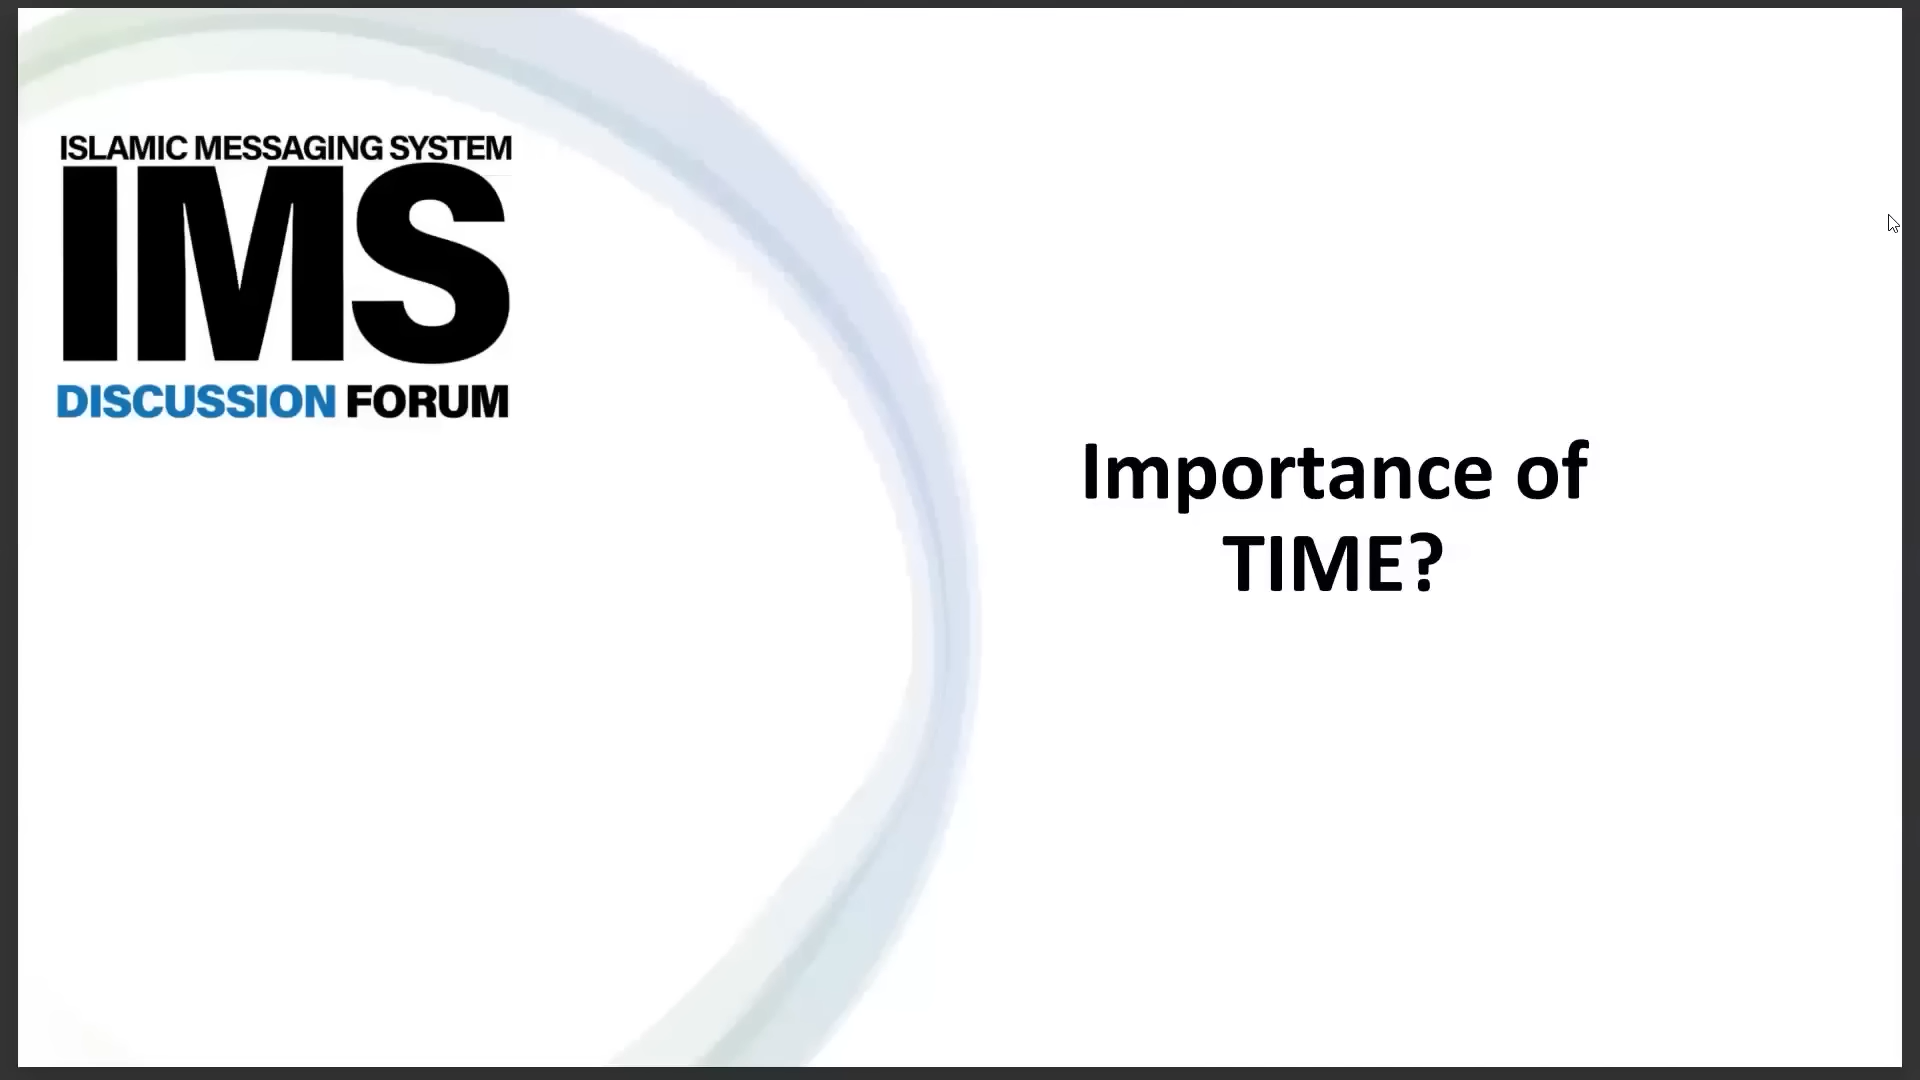 ISLAMIC MESSAGING SYSTEM
IMS
DISCUSSION FORUM
Importance of
TIME?